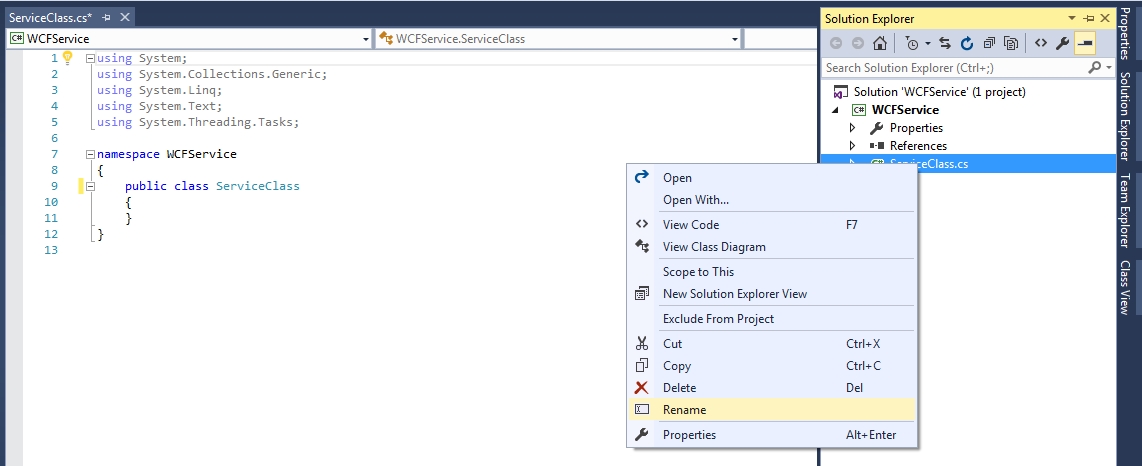 ServiceClass.cs*
C# WCFService
WCFService.ServiceClass
1 using System;
2 using System.Collections.Generic;
3 using System.Linq;
4 using System.Text;
5 using System.Threading.Tasks;
6
7 namespace WCFService
8 {
9 public class ServiceClass
10 {
11 }
12 }
13
Open
Open With...
View Code F7
View Class Diagram
Scope to This
New Solution Explorer View
Exclude From Project
Cut Ctrl+X
Copy Ctrl+C
Delete Del
Rename
Properties Alt+Enter
Solution Explorer
Search Solution Explorer (Ctrl+;)
Solution 'WCFService' (1 project)
C# WCFService
Properties
References
ServiceClass.cs
Properties
Solution Explorer
Team Explorer
Class View